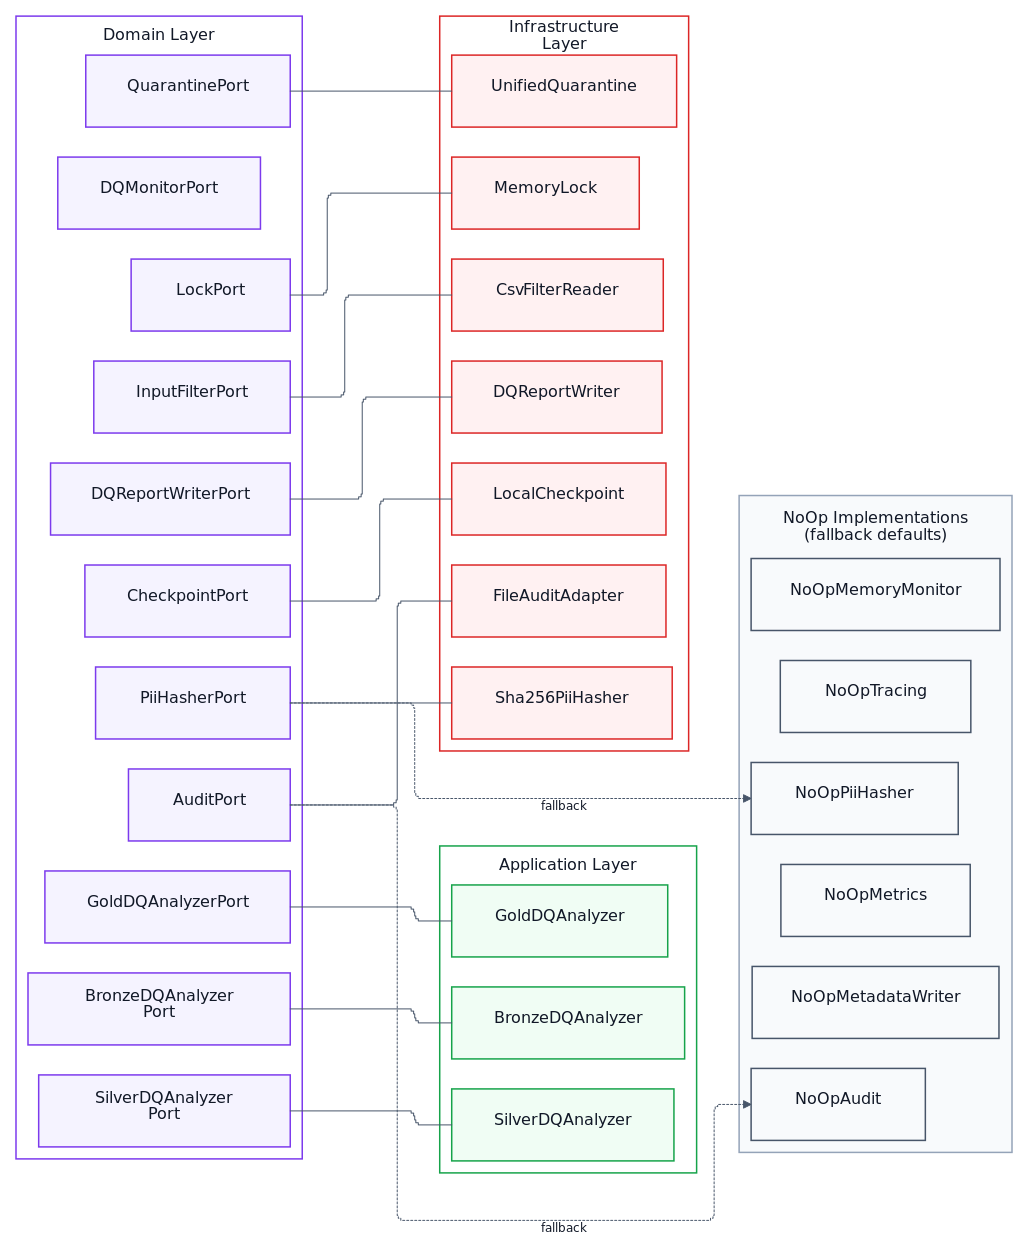 Domain Layer
QuarantinePort
DQMonitorPort
LockPort
InputFilterPort
DQReportWriterPort
CheckpointPort
PiiHasherPort
AuditPort
GoldDQAnalyzerPort
BronzeDQAnalyzer
Port
SilverDQAnalyzer
Port
Infrastructure
Layer
UnifiedQuarantine
MemoryLock
CsvFilterReader
DQReportWriter
LocalCheckpoint
FileAuditAdapter
Sha256PiiHasher
fallback
Application Layer
GoldDQAnalyzer
BronzeDQAnalyzer
SilverDQAnalyzer
fallback
NoOp Implementations
(fallback defaults)
NoOpMemoryMonitor
NoOpTracing
NoOpPiiHasher
NoOpMetrics
NoOpMetadataWriter
NoOpAudit